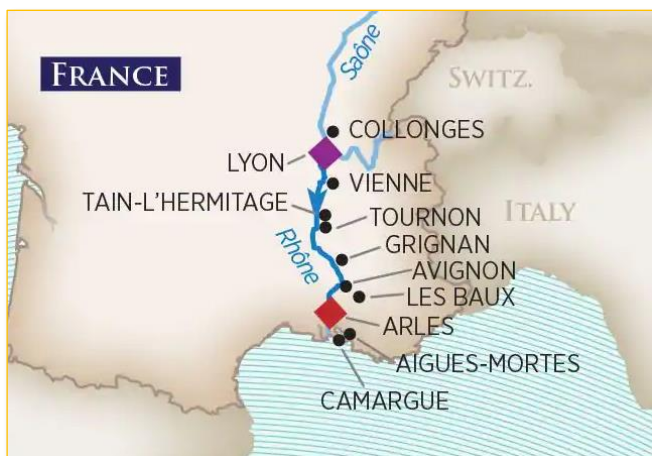 Saône
FRANCE
SWITZ.
COLLONGES
LYON
VIENNE
TAIN-L'HERMITAGE
TOURNON
ITALY
Rhône
GRIGNAN
AVIGNON
LES BAUX
ARLES
AIGUES-MORTES
CAMARGUE